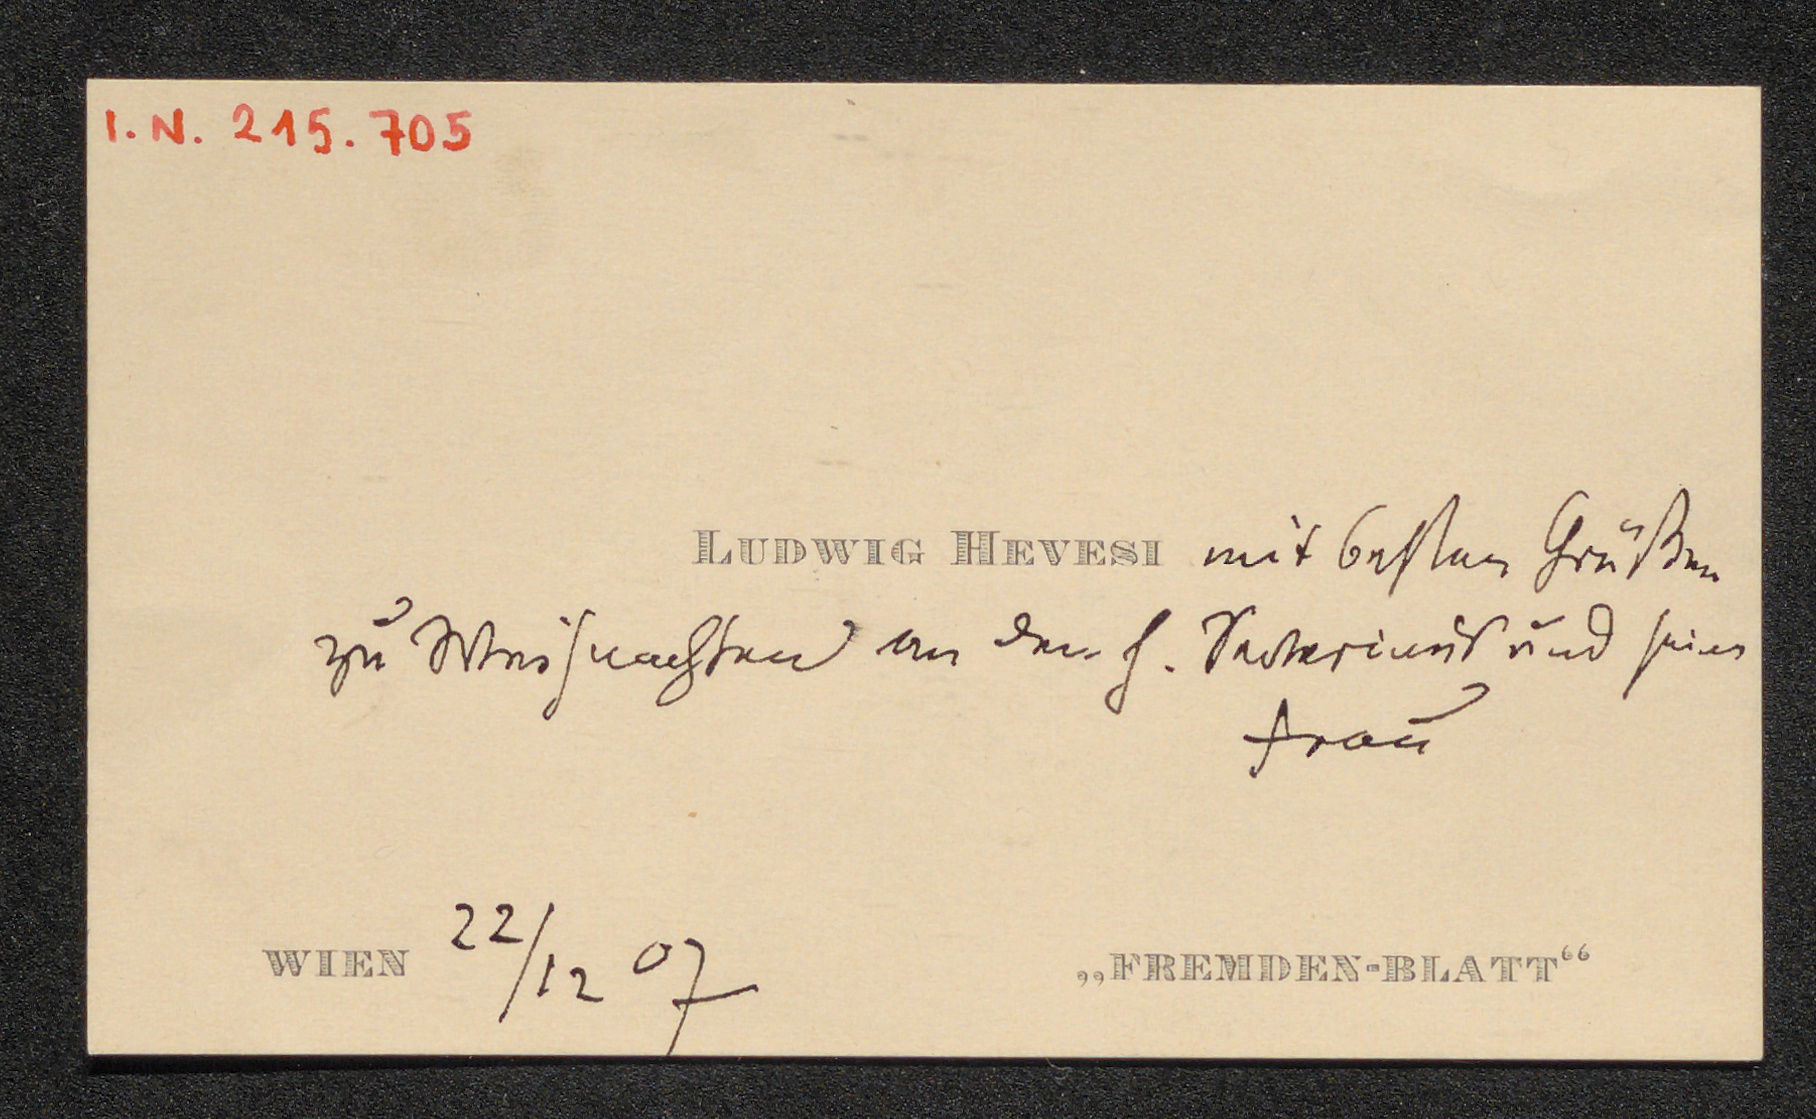 I. N. 215.705
LUDWIG HEVESI mit besten Grüßen
zu Weihnachten an den h. und seine
Frau
WIEN 22/12 07 „FREMDEN-BLATT“